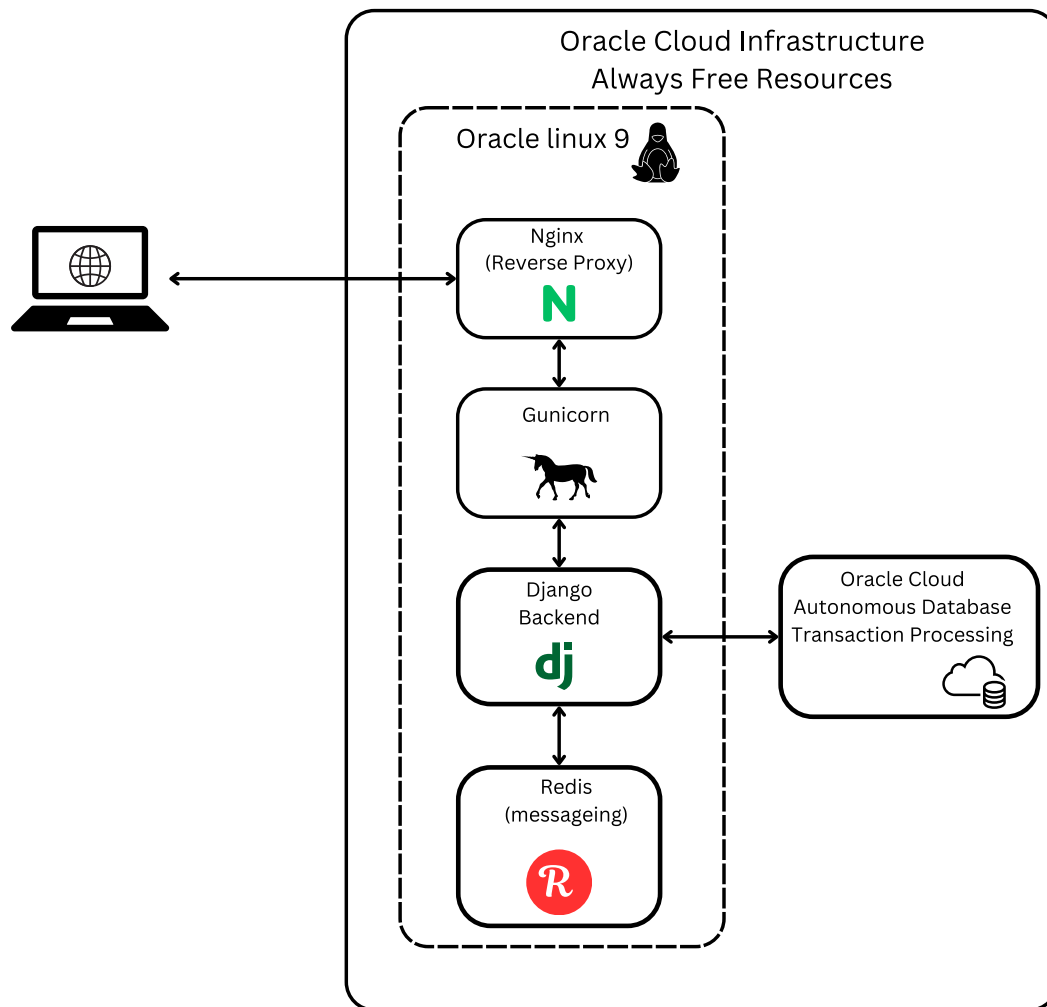 Oracle Cloud Infrastructure
Always Free Resources
Oracle linux 9
Nginx
(Reverse Proxy)
N
Gunicorn
Django
Backend
dj
Oracle Cloud
Autonomous Database
Transaction Processing
Redis
(messageing)
R